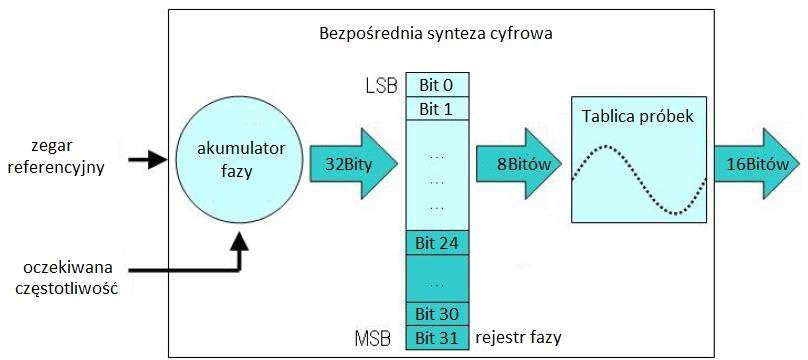 Bezpośrednia synteza cyfrowa
LSB
Bit 0
Bit 1
...
...
...
Bit 24
...
Bit 30
MSB
Bit 31
rejestr fazy
zegar
referencyjny
akumulator
fazy
32Bity
8Bitów
Tablica próbek
16Bitów
oczekiwana
częstotliwość